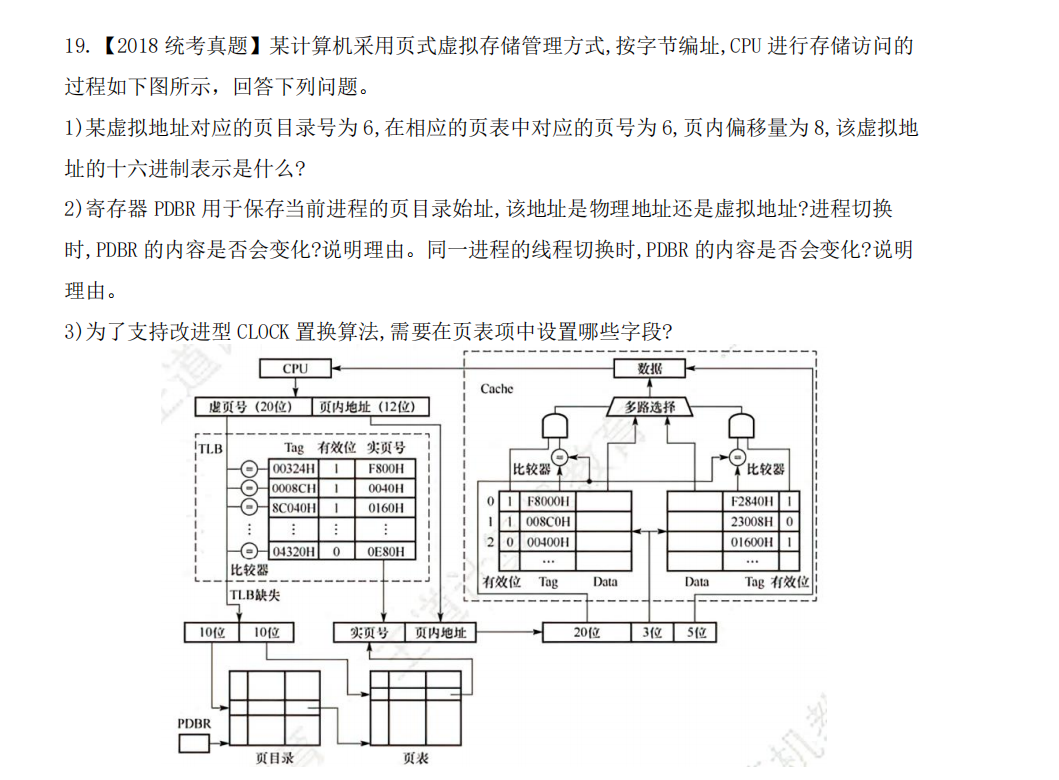 19.【2018 统考真题】某计算机采用页式虚拟存储管理方式,按字节编址,CPU 进行存储访问的
过程如下图所示，回答下列问题。
1)某虚拟地址对应的页目录号为 6,在相应的页表中对应的页号为 6,页内偏移量为 8,该虚拟地
址的十六进制表示是什么?
2)寄存器 PDBR 用于保存当前进程的页目录始址,该地址是物理地址还是虚拟地址?进程切换
时,PDBR 的内容是否会变化?说明理由。同一进程的线程切换时,PDBR 的内容是否会变化?说明
理由。
3)为了支持改进型 CLOCK 置换算法,需要在页表项中设置哪些字段?
CPU
数据
Cache
虚页号（20位） 页内地址（12位）
多路选择
TLB
Tag 有效位 实页号
= 00324H 1 F800H
= 0008CH 1 0040H
= 8C040H 1 0160H
⋮ ⋮ ⋮ ⋮
= 04320H 0 0E80H
比较器
TLB缺失
= =
比较器 比较器
0 1 F8000H F2840H 1
1 1 008C0H 23008H 0
2 0 00400H 01600H 1
… …
有效位 Tag Data Data Tag 有效位
10位 10位
实页号 页内地址
20位 3位 5位
PDBR
页目录
页表